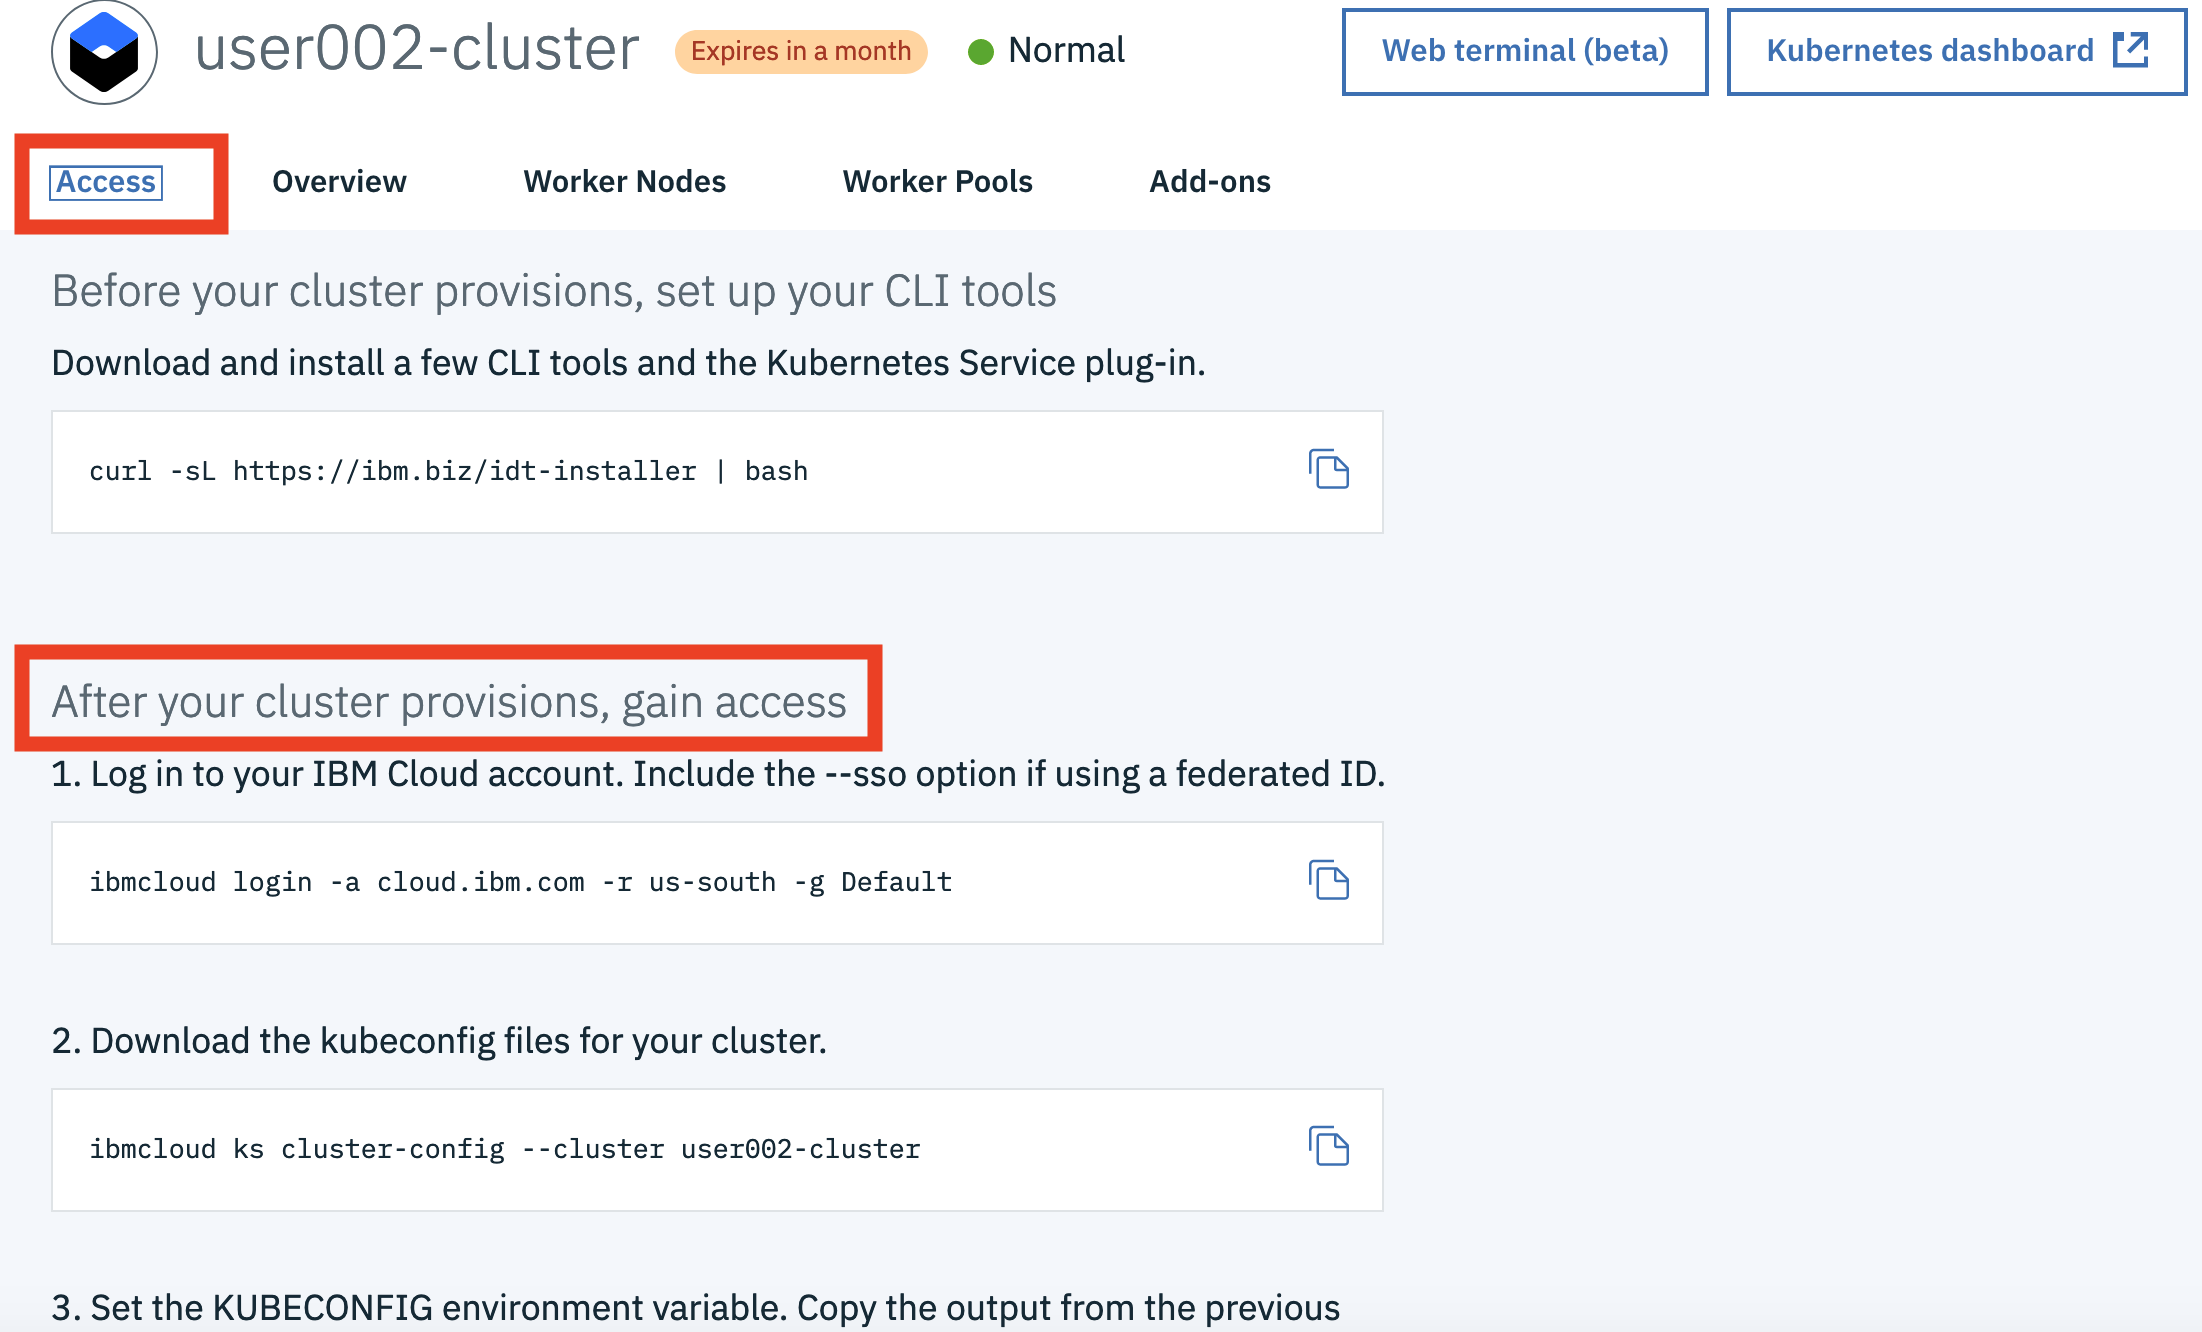 user002-cluster Expires in a month Normal Web terminal (beta) Kubernetes dashboard
Access Overview Worker Nodes Worker Pools Add-ons
Before your cluster provisions, set up your CLI tools
Download and install a few CLI tools and the Kubernetes Service plug-in.
curl -sL https://ibm.biz/idt-installer | bash
After your cluster provisions, gain access
1. Log in to your IBM Cloud account. Include the --sso option if using a federated ID.
ibmcloud login -a cloud.ibm.com -r us-south -g Default
2. Download the kubeconfig files for your cluster.
ibmcloud ks cluster-config --cluster user002-cluster
3. Set the KUBECONFIG environment variable. Copy the output from the previous